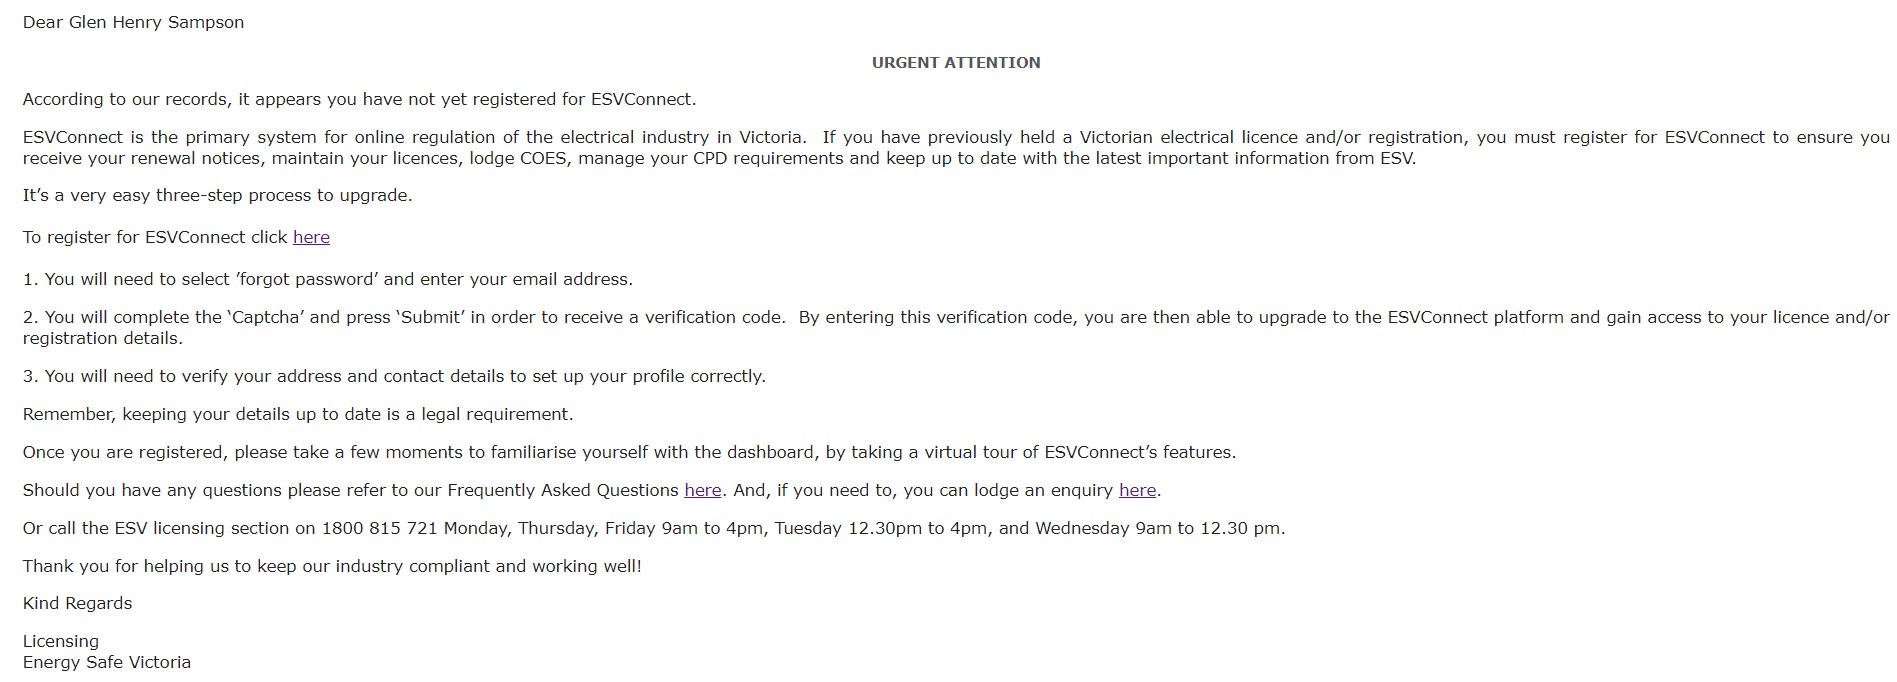 Dear Glen Henry Sampson
URGENT ATTENTION
According to our records, it appears you have not yet registered for ESVConnect.
ESVConnect is the primary system for online regulation of the electrical industry in Victoria.  If you have previously held a Victorian electrical licence and/or registration, you must register for ESVConnect to ensure you
receive your renewal notices, maintain your licences, lodge COES, manage your CPD requirements and keep up to date with the latest important information from ESV.
It’s a very easy three-step process to upgrade.
To register for ESVConnect click here
1. You will need to select ‘forgot password’ and enter your email address.
2. You will complete the ‘Captcha’ and press ‘Submit’ in order to receive a verification code.  By entering this verification code, you are then able to upgrade to the ESVConnect platform and gain access to your licence and/or
registration details.
3. You will need to verify your address and contact details to set up your profile correctly.
Remember, keeping your details up to date is a legal requirement.
Once you are registered, please take a few moments to familiarise yourself with the dashboard, by taking a virtual tour of ESVConnect’s features.
Should you have any questions please refer to our Frequently Asked Questions here. And, if you need to, you can lodge an enquiry here.
Or call the ESV licensing section on 1800 815 721 Monday, Thursday, Friday 9am to 4pm, Tuesday 12.30pm to 4pm, and Wednesday 9am to 12.30 pm.
Thank you for helping us to keep our industry compliant and working well!
Kind Regards
Licensing
Energy Safe Victoria